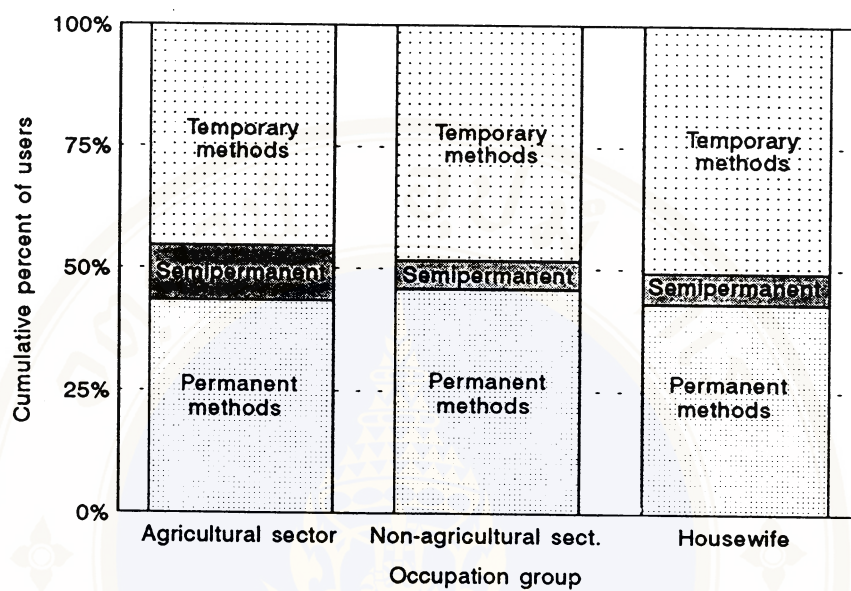 100%
75%
50%
25%
0%
Cumulative percent of users
Temporary
methods
Semipermanent
Permanent
methods
Temporary
methods
Semipermanent
Permanent
methods
Temporary
methods
Semipermanent
Permanent
methods
Agricultural sector
Non-agricultural sect.
Housewife
Occupation group